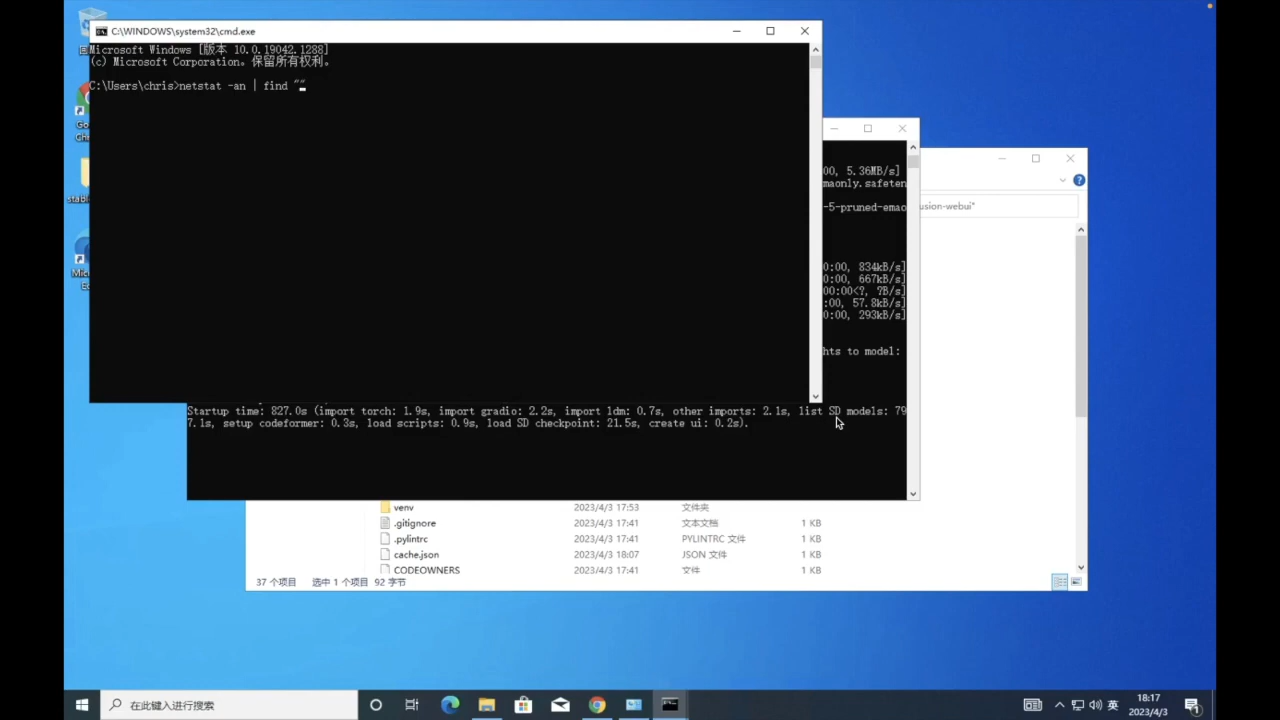 C:\WINDOWS\system32\cmd.exe
Microsoft Windows [版本 10.0.19042.1288]
(c) Microsoft Corporation。保留所有权利。
C:\Users\chris>netstat -an | find ""
00, 5.36MB/s]
maonly.safeten
-5-pruned-emao
usion-webui"
0:00, 834kB/s]
0:00, 667kB/s]
00:00<?, ?B/s]
:00, 57.8kB/s]
0:00, 293kB/s]
hts to model:
Startup time: 827.0s (import torch: 1.9s, import gradio: 2.2s, import ldm: 0.7s, other imports: 2.1s, list SD models: 79
7.1s, setup codeformer: 0.3s, load scripts: 0.9s, load SD checkpoint: 21.5s, create ui: 0.2s).
venv 2023/4/3 17:53 文件夹
.gitignore 2023/4/3 17:41 文本文档 1 KB
.pylintrc 2023/4/3 17:41 PYLINTRC 文件 1 KB
cache.json 2023/4/3 18:07 JSON 文件 1 KB
CODEOWNERS 2023/4/3 17:41 文件 1 KB
37 个项目 选中 1 个项目 92 字节
在此键入进行搜索
英
18:17
2023/4/3
1